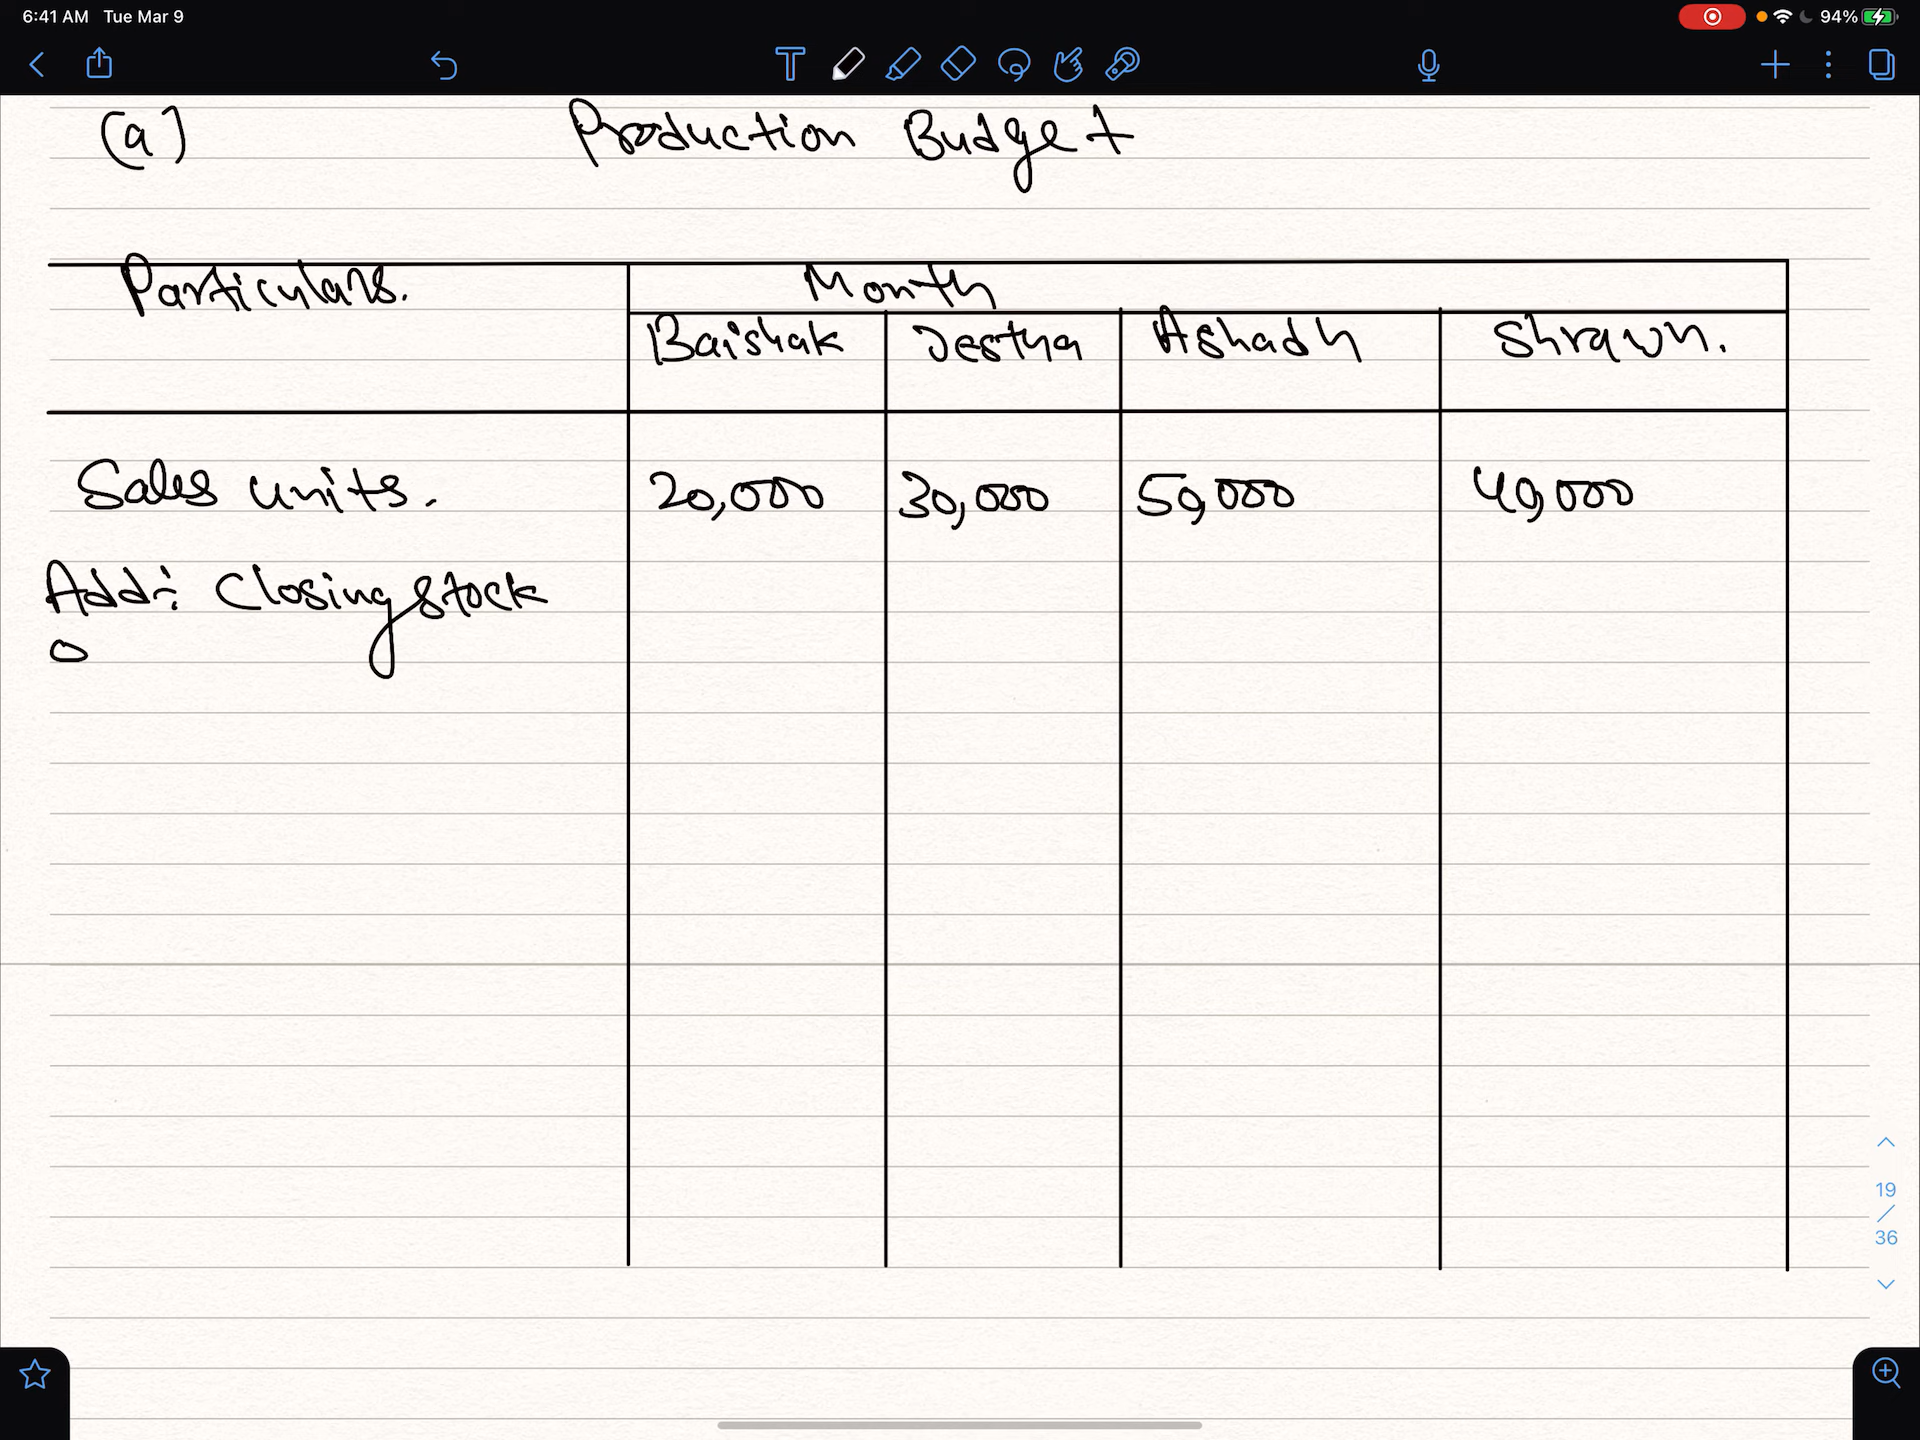 6:41 AM Tue Mar 9
94%
T
(a) Production Budget
Particulars. Month
Baishak Jestha Ashadh Shrawn.
Sales units. 20,000 30,000 50,000 40,000
Add:- Closing stock
19
/
36